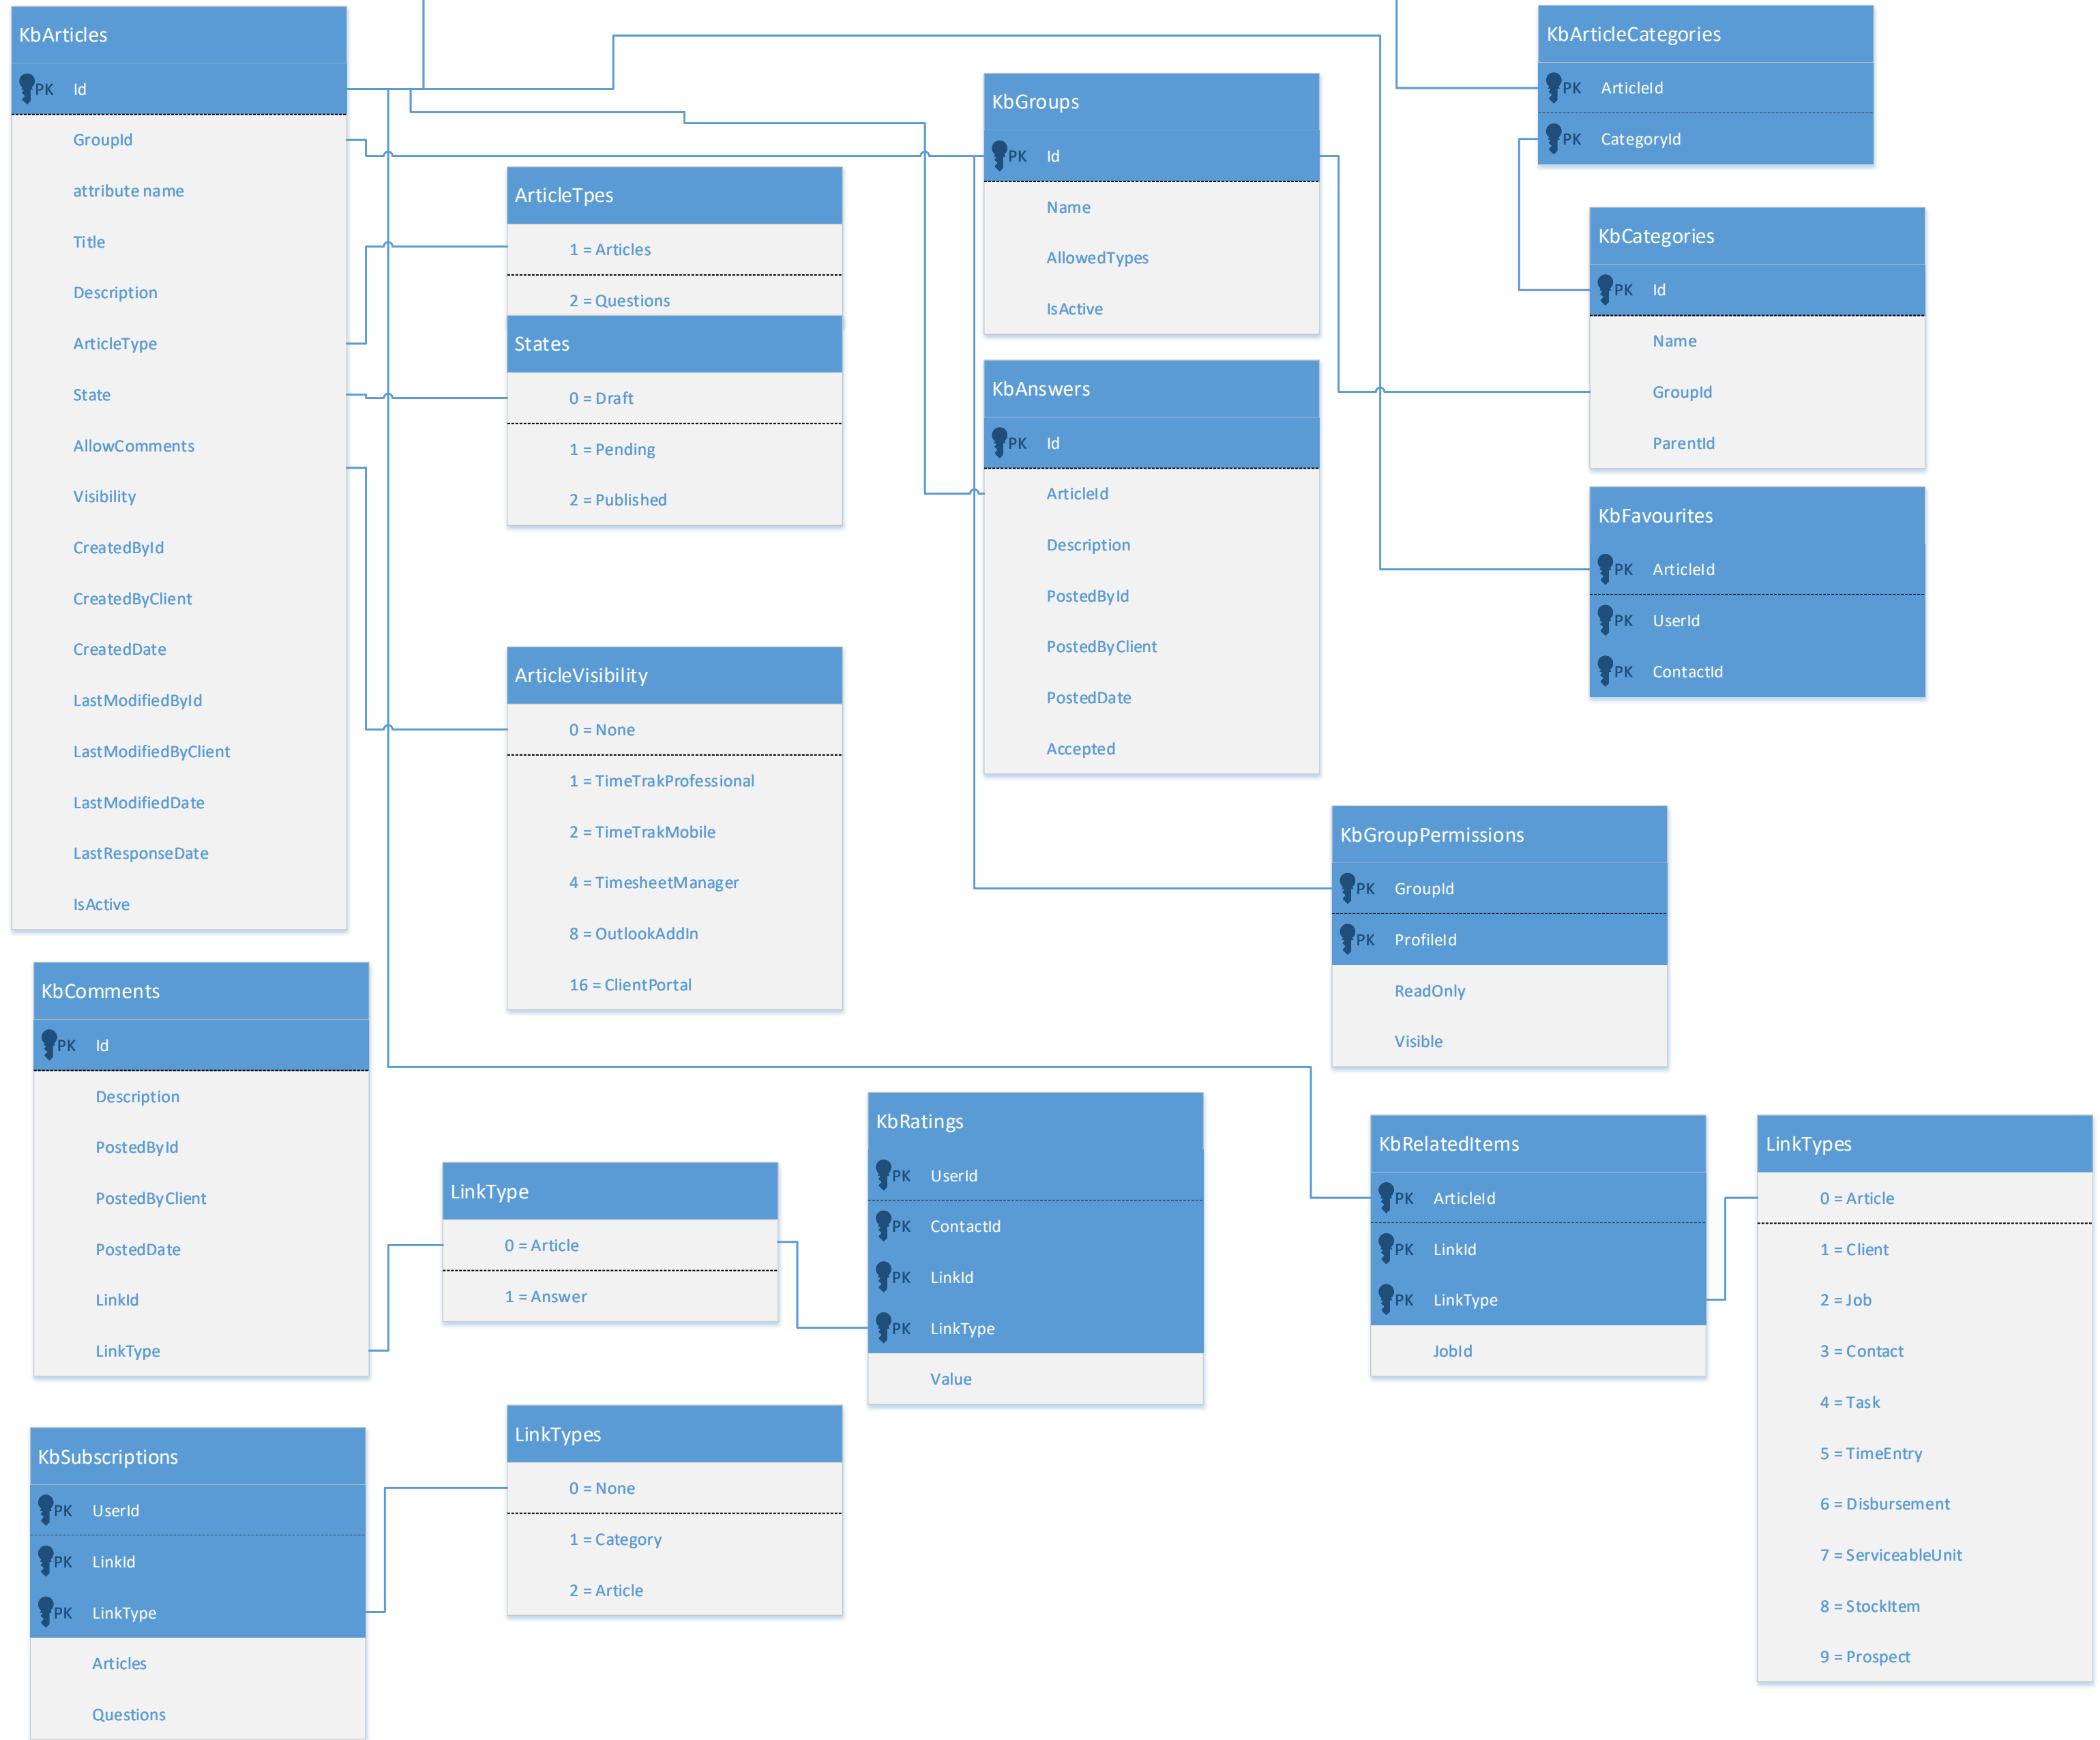 KbArticles
PK Id
GroupId
attribute name
Title
Description
ArticleType
State
AllowComments
Visibility
CreatedById
CreatedByClient
CreatedDate
LastModifiedById
LastModifiedByClient
LastModifiedDate
LastResponseDate
IsActive
ArticleTpes
1 = Articles
2 = Questions
States
0 = Draft
1 = Pending
2 = Published
ArticleVisibility
0 = None
1 = TimeTrakProfessional
2 = TimeTrakMobile
4 = TimesheetManager
8 = OutlookAddIn
16 = ClientPortal
KbGroups
PK Id
Name
AllowedTypes
IsActive
KbAnswers
PK Id
ArticleId
Description
PostedById
PostedByClient
PostedDate
Accepted
KbArticleCategories
PK ArticleId
PK CategoryId
KbCategories
PK Id
Name
GroupId
ParentId
KbFavourites
PK ArticleId
PK UserId
PK ContactId
KbGroupPermissions
PK GroupId
PK ProfileId
ReadOnly
Visible
KbComments
PK Id
Description
PostedById
PostedByClient
PostedDate
LinkId
LinkType
LinkType
0 = Article
1 = Answer
KbRatings
PK UserId
PK ContactId
PK LinkId
PK LinkType
Value
KbRelatedItems
PK ArticleId
PK LinkId
PK LinkType
JobId
LinkTypes
0 = Article
1 = Client
2 = Job
3 = Contact
4 = Task
5 = TimeEntry
6 = Disbursement
7 = ServiceableUnit
8 = StockItem
9 = Prospect
KbSubscriptions
PK UserId
PK LinkId
PK LinkType
Articles
Questions
LinkTypes
0 = None
1 = Category
2 = Article